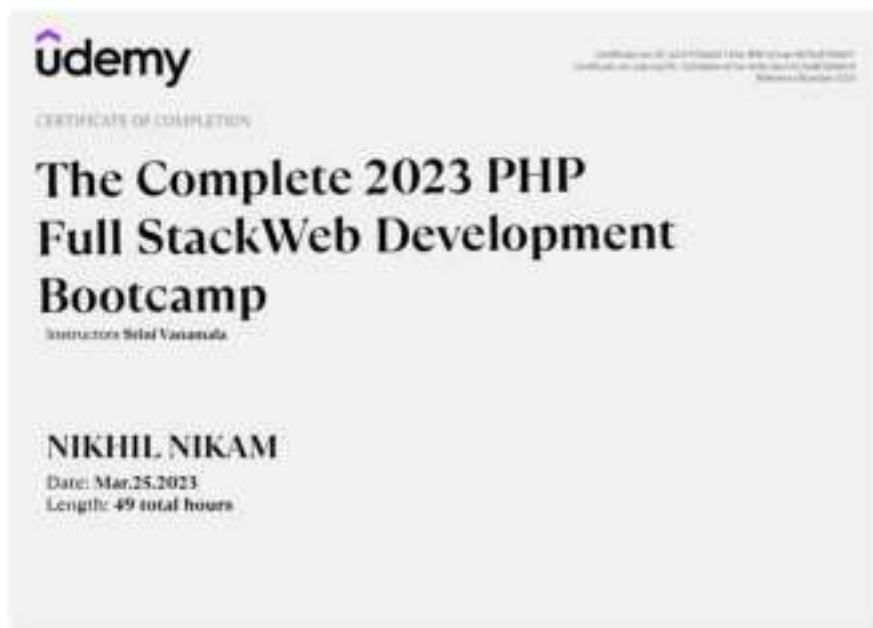 udemy
CERTIFICATE OF COMPLETION
The Complete 2023 PHP
Full StackWeb Development
Bootcamp
Instructors Srini Vanamala
NIKHIL NIKAM
Date: Mar.25.2023
Length: 49 total hours